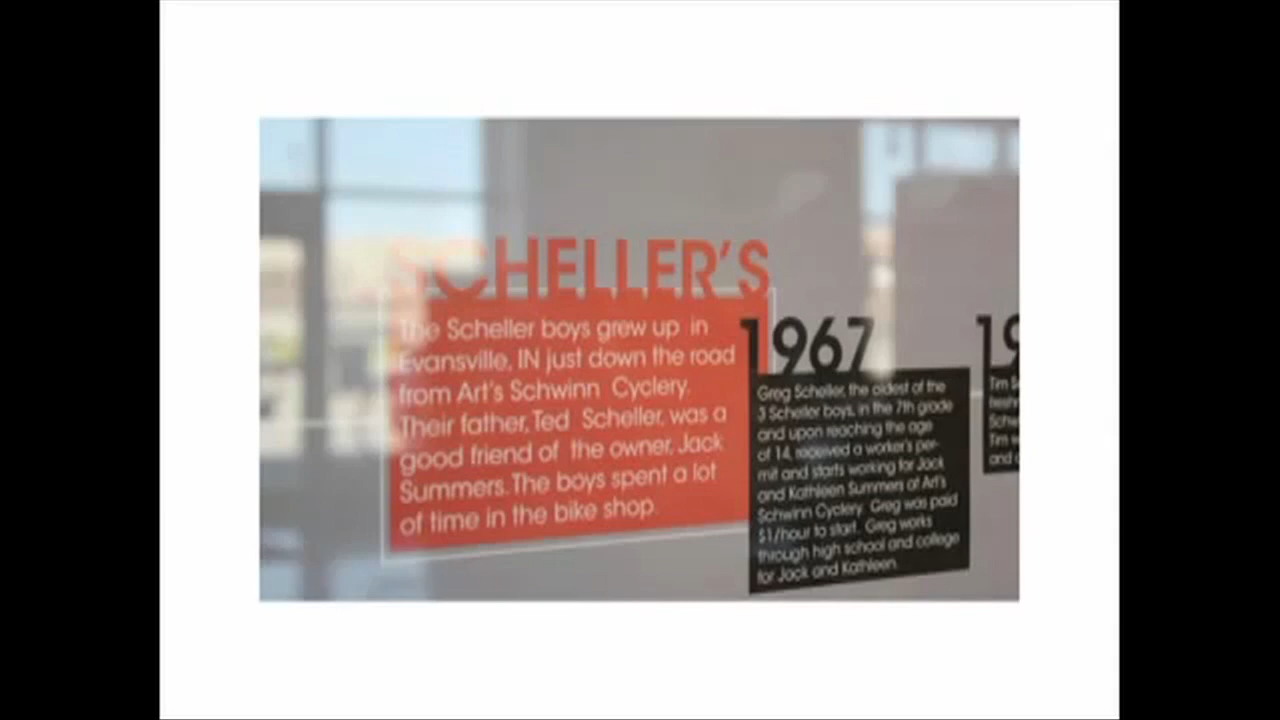 SCHELLER'S
The Scheller boys grew up in
Evansville, IN just down the road
from Art's Schwinn Cyclery.
Their father, Ted Scheller, was a
good friend of the owner, Jack
Summers. The boys spent a lot
of time in the bike shop.
1967
Greg Scheller, the oldest of the
3 Scheller boys, in the 7th grade
and upon reaching the age
of 14, received a worker's per-
mit and starts working for Jack
and Kathleen Summers of Art's
Schwinn Cyclery. Greg was paid
$1/hour to start. Greg works
through high school and college
for Jack and Kathleen.
19
Tim
Tim
and